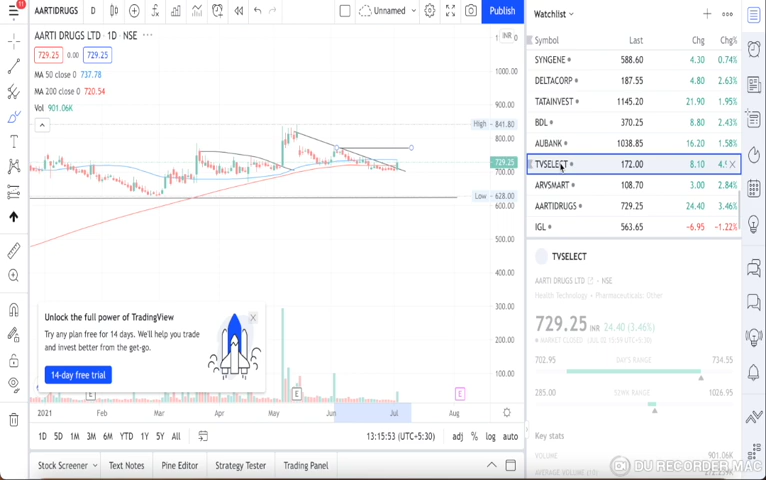 11
AARTIDRUGS
D
Unnamed
Publish
AARTI DRUGS LTD · 1D · NSE ···
729.25 0.00 729.25
MA 50 close 0 737.78
MA 200 close 0 720.54
Vol 901.06K
INR
1000.00
900.00
High 841.80
800.00
729.25
700.00
Low 628.00
600.00
500.00
400.00
300.00
200.00
100.00
Unlock the full power of TradingView
Try any plan free for 14 days. We'll help you trade and invest better from the get-go.
14-day free trial
E
E
E
2021 Feb Mar Apr May Jun Jul Aug
1D 5D 1M 3M 6M YTD 1Y 5Y All
13:15:53 (UTC+5:30)
adj % log auto
Stock Screener Text Notes Pine Editor Strategy Tester Trading Panel
Watchlist
Symbol Last Chg Chg%
SYNGENE 588.60 4.30 0.74%
DELTACORP 187.55 4.80 2.63%
TATAINVEST 1145.20 21.90 1.95%
BDL 370.25 8.80 2.43%
AUBANK 1038.85 16.20 1.58%
TVSELECT 172.00 8.10
ARVSMART 108.70 3.00 2.84%
AARTIDRUGS 729.25 24.40 3.46%
IGL 563.65 -6.95 -1.22%
TVSELECT
AARTI DRUGS LTD · NSE
Health Technology · Pharmaceuticals: Other
729.25 INR 24.40 (3.46%)
MARKET CLOSED (JUL 02 15:59 UTC+5:30)
702.95 DAYS RANGE 734.55
285.00 52WK RANGE 1026.95
Key stats
VOLUME 901.06K
DU RECORDER MAC